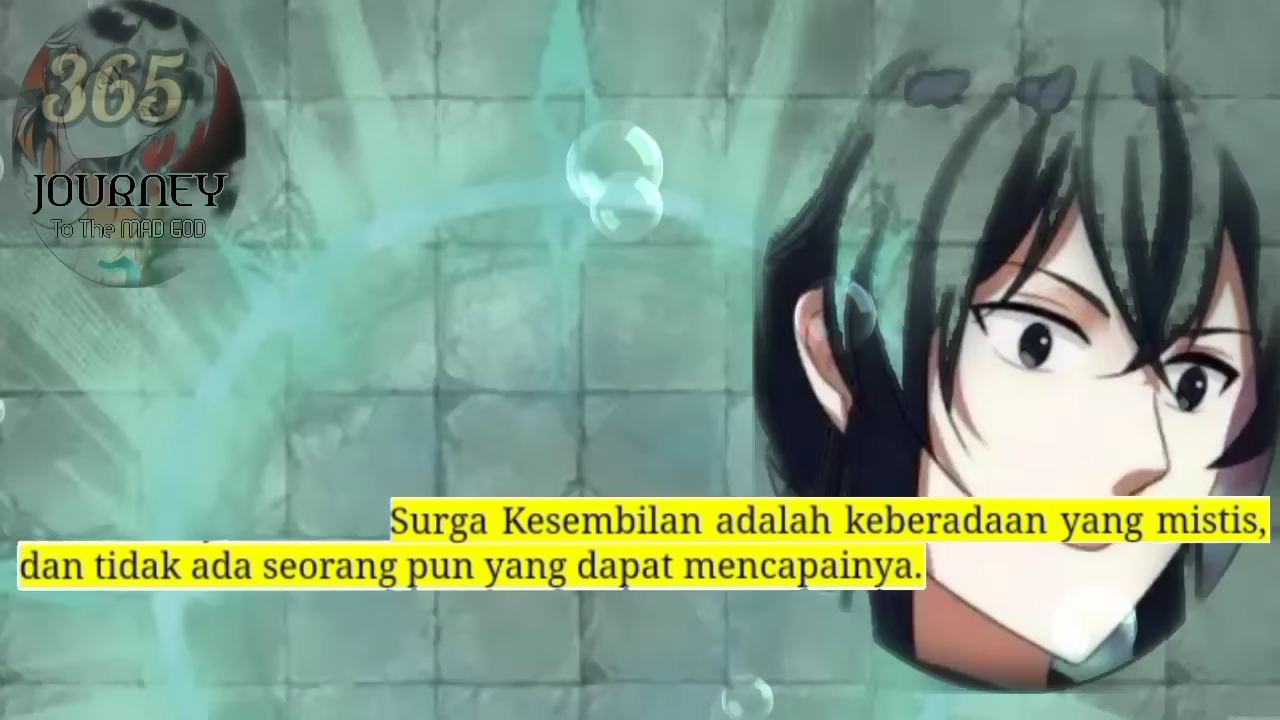 365
JOURNEY
To The MAD GOD
Surga Kesembilan adalah keberadaan yang mistis,
dan tidak ada seorang pun yang dapat mencapainya.